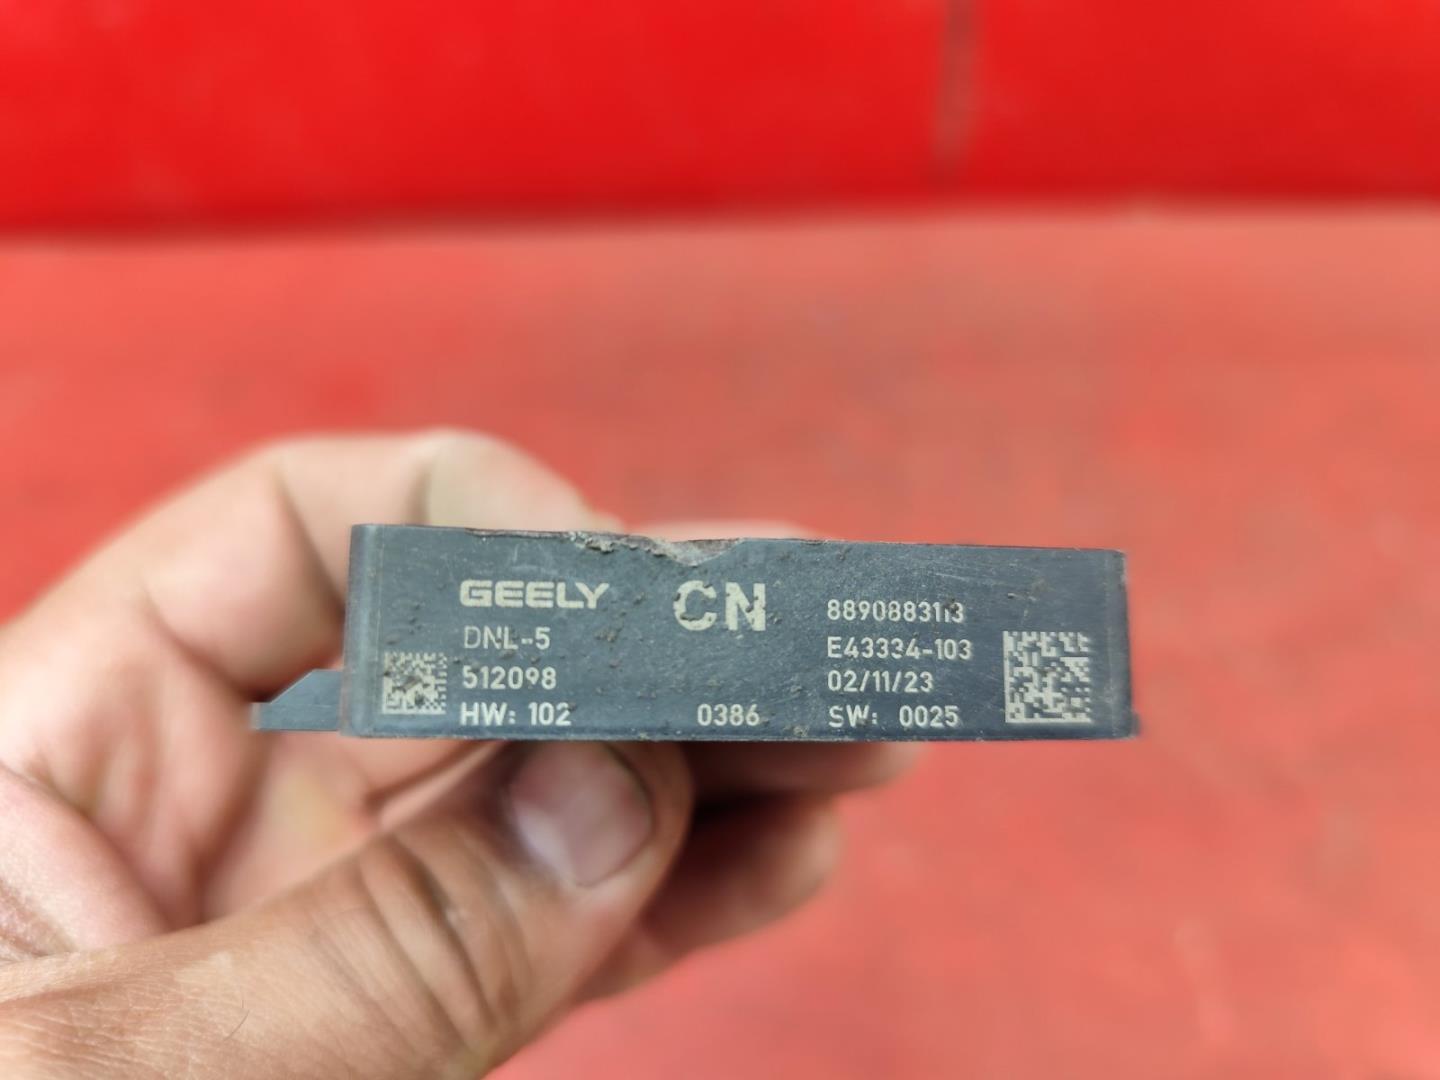 GEELY
DNL-5
512098
HW: 102
CN
0386
8890883113
E43334-103
02/11/23
SW: 0025